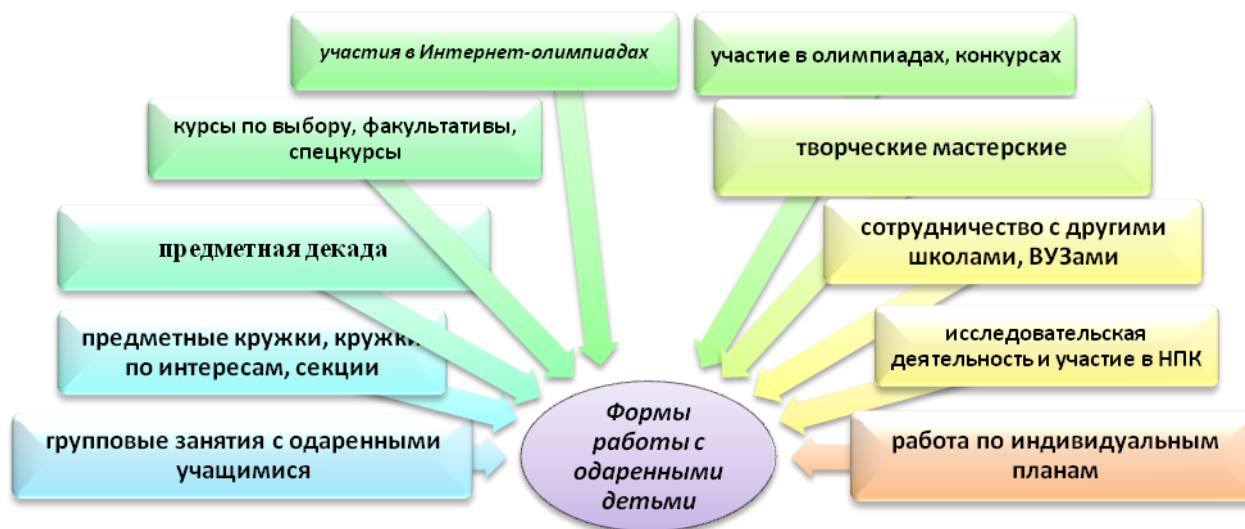 участия в Интернет-олимпиадах
участие в олимпиадах, конкурсах
курсы по выбору, факультативы,
спецкурсы
творческие мастерские
предметная декада
сотрудничество с другими
школами, ВУЗами
предметные кружки, кружки
по интересам, секции
исследовательская
деятельность и участие в НПК
групповые занятия с одаренными
учащимися
Формы
работы с
одаренными
детьми
работа по индивидуальным
планам